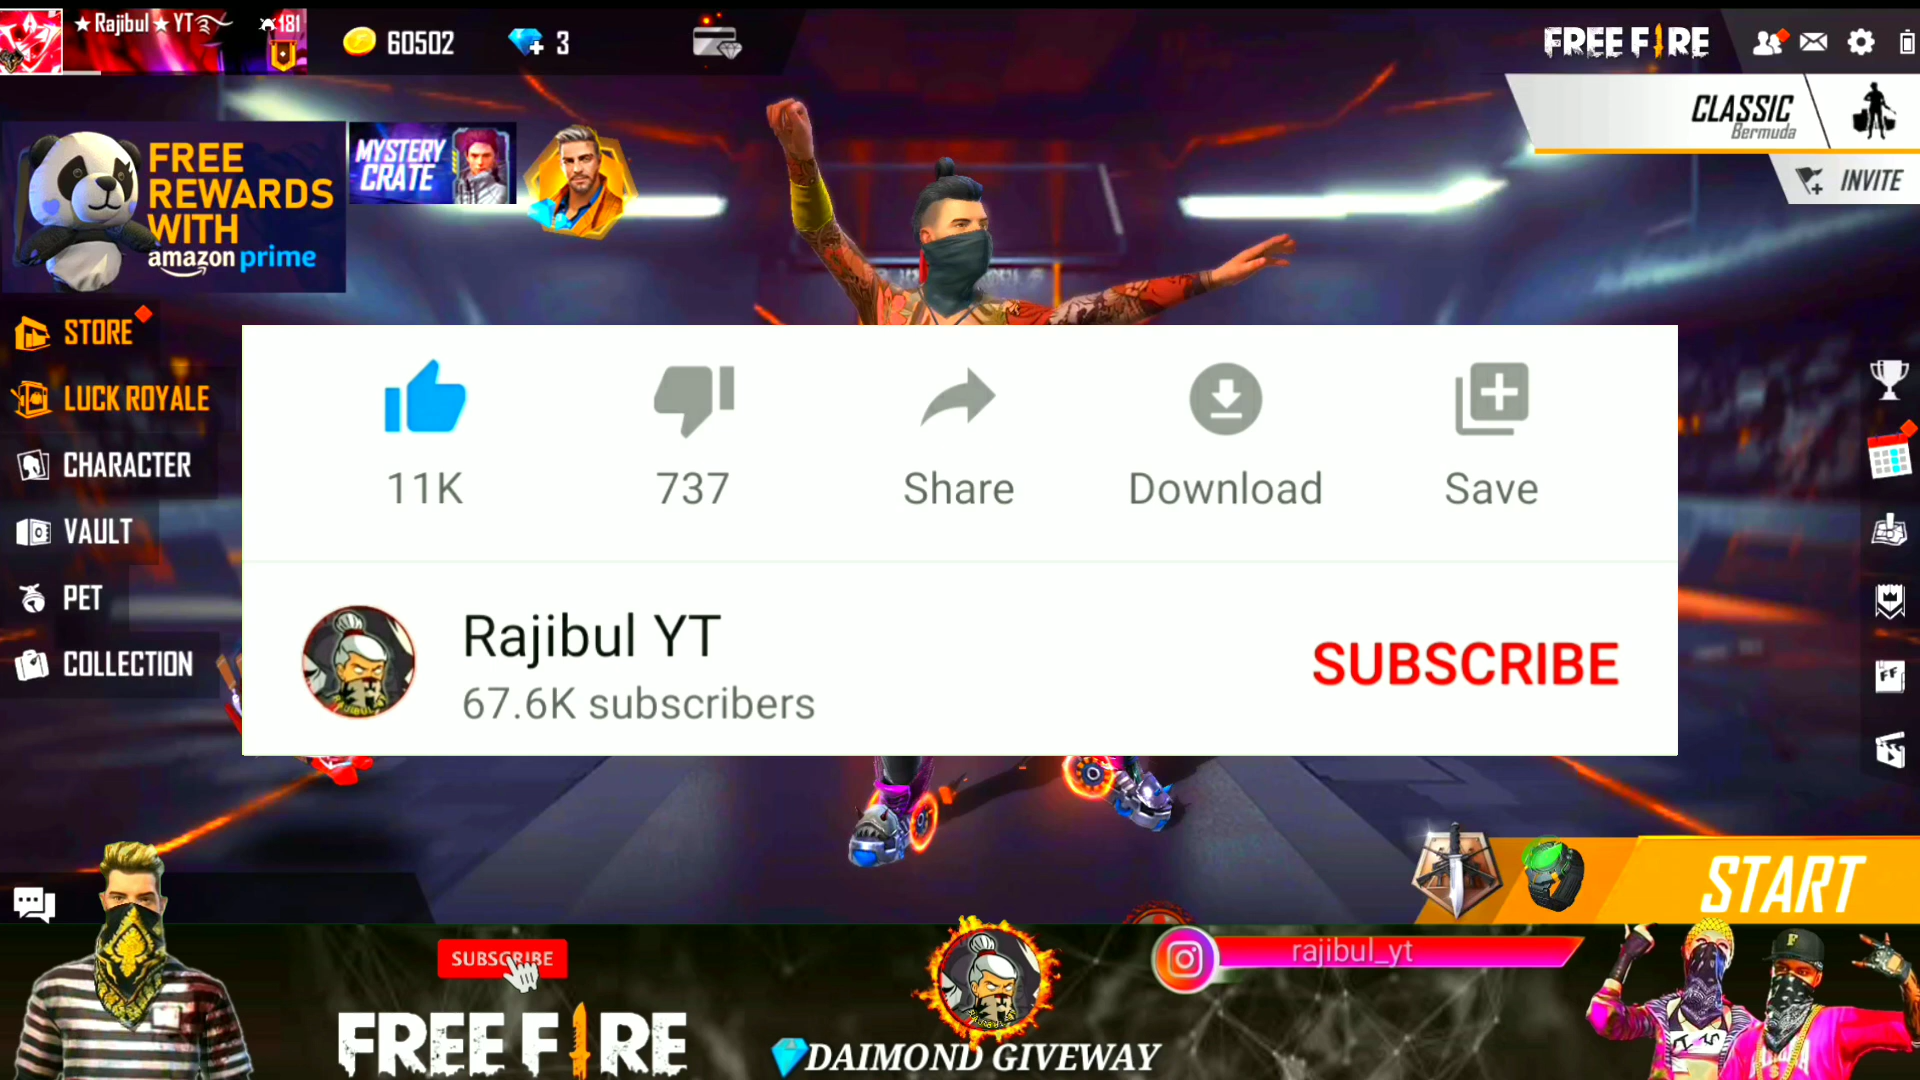 ★Rajibul★YT
181
60502
3
FREE FIRE
CLASSIC
Bermuda
INVITE
FREE
REWARDS
WITH
amazon prime
MYSTERY
CRATE
STORE
LUCK ROYALE
CHARACTER
VAULT
PET
COLLECTION
11K
737
Share
Download
Save
Rajibul YT
67.6K subscribers
SUBSCRIBE
FF
START
SUBSCRIBE
rajibul_yt
FREE FIRE
DAIMOND GIVEWAY
F